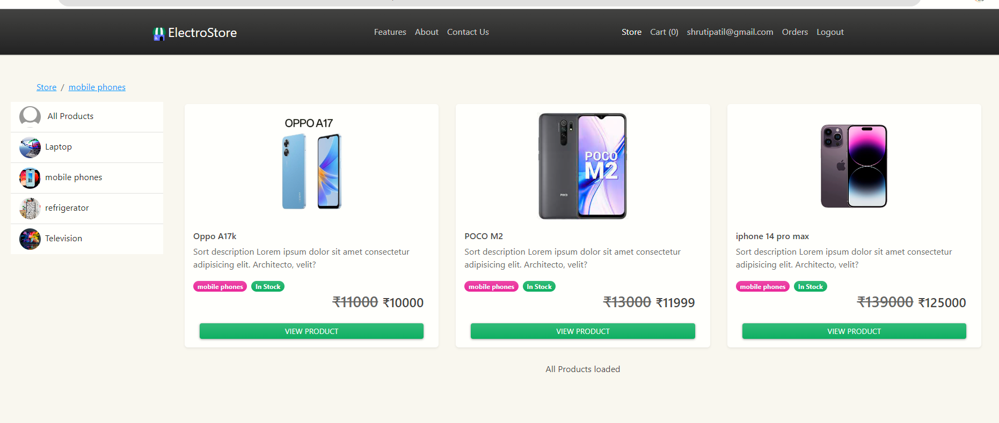 ElectroStore
Features About Contact Us
Store Cart (0) shrutipatil@gmail.com Orders Logout
Store / mobile phones
All Products
Laptop
mobile phones
refrigerator
Television
OPPO A17
Oppo A17k
Sort description Lorem ipsum dolor sit amet consectetur
adipisicing elit. Architecto, velit?
mobile phones In Stock
₹11000 ₹10000
VIEW PRODUCT
POCO
M2
POCO
POCO M2
Sort description Lorem ipsum dolor sit amet consectetur
adipisicing elit. Architecto, velit?
mobile phones In Stock
₹13000 ₹11999
VIEW PRODUCT
iphone 14 pro max
Sort description Lorem ipsum dolor sit amet consectetur
adipisicing elit. Architecto, velit?
mobile phones In Stock
₹139000 ₹125000
VIEW PRODUCT
All Products loaded